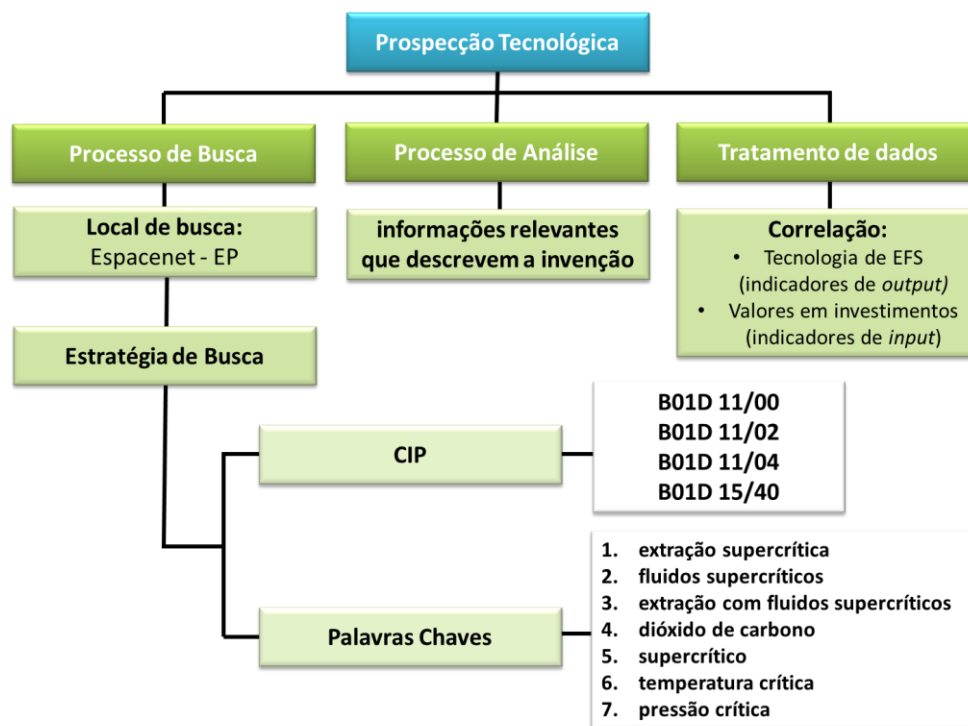 Prospecção Tecnológica
Processo de Busca
Processo de Análise
Tratamento de dados
Local de busca:
Espacenet - EP
informações relevantes
que descrevem a invenção
Correlação:
• Tecnologia de EFS
(indicadores de output)
• Valores em investimentos
(indicadores de input)
Estratégia de Busca
CIP
B01D 11/00
B01D 11/02
B01D 11/04
B01D 15/40
Palavras Chaves
1. extração supercrítica
2. fluidos supercríticos
3. extração com fluidos supercríticos
4. dióxido de carbono
5. supercrítico
6. temperatura crítica
7. pressão crítica